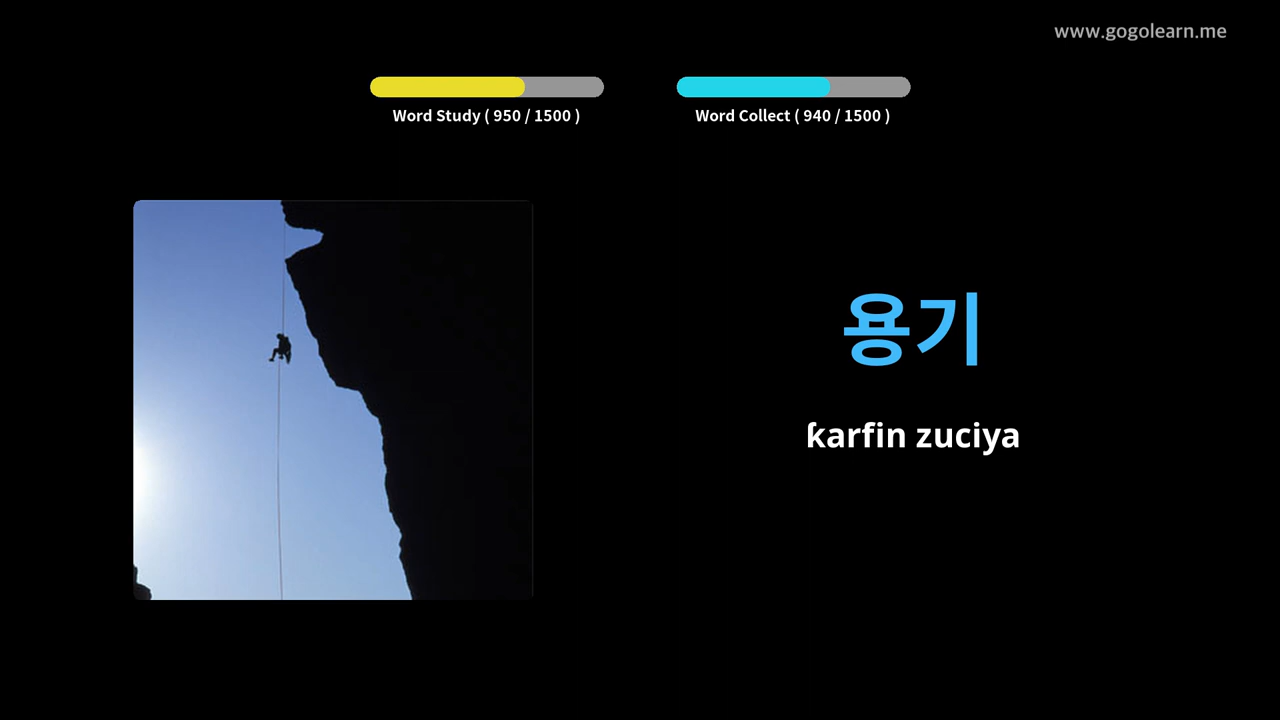 www.gogolearn.me
Word Study ( 950 / 1500 )
Word Collect ( 940 / 1500 )
용기
ƙarfin zuciya